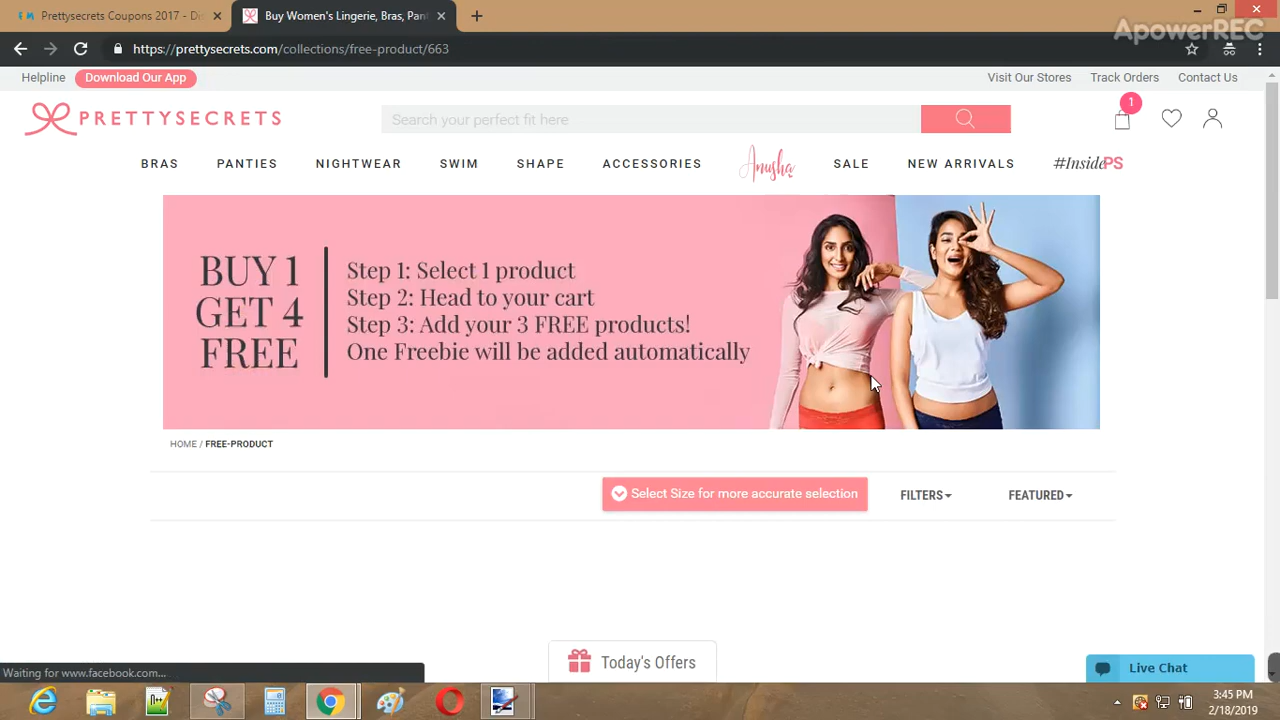 Prettysecrets Coupons 2017 - Di
Buy Women's Lingerie, Bras, Pan
ApowerREC
https://prettysecrets.com/collections/free-product/663
Helpline
Download Our App
Visit Our Stores
Track Orders
Contact Us
PRETTYSECRETS
Search your perfect fit here
1
BRAS
PANTIES
NIGHTWEAR
SWIM
SHAPE
ACCESSORIES
Anusha
SALE
NEW ARRIVALS
#InsidePS
BUY 1
GET 4
FREE
Step 1: Select 1 product
Step 2: Head to your cart
Step 3: Add your 3 FREE products!
One Freebie will be added automatically
HOME / FREE-PRODUCT
Select Size for more accurate selection
FILTERS
FEATURED
Today's Offers
Waiting for www.facebook.com...
Live Chat
3:45 PM
2/18/2019